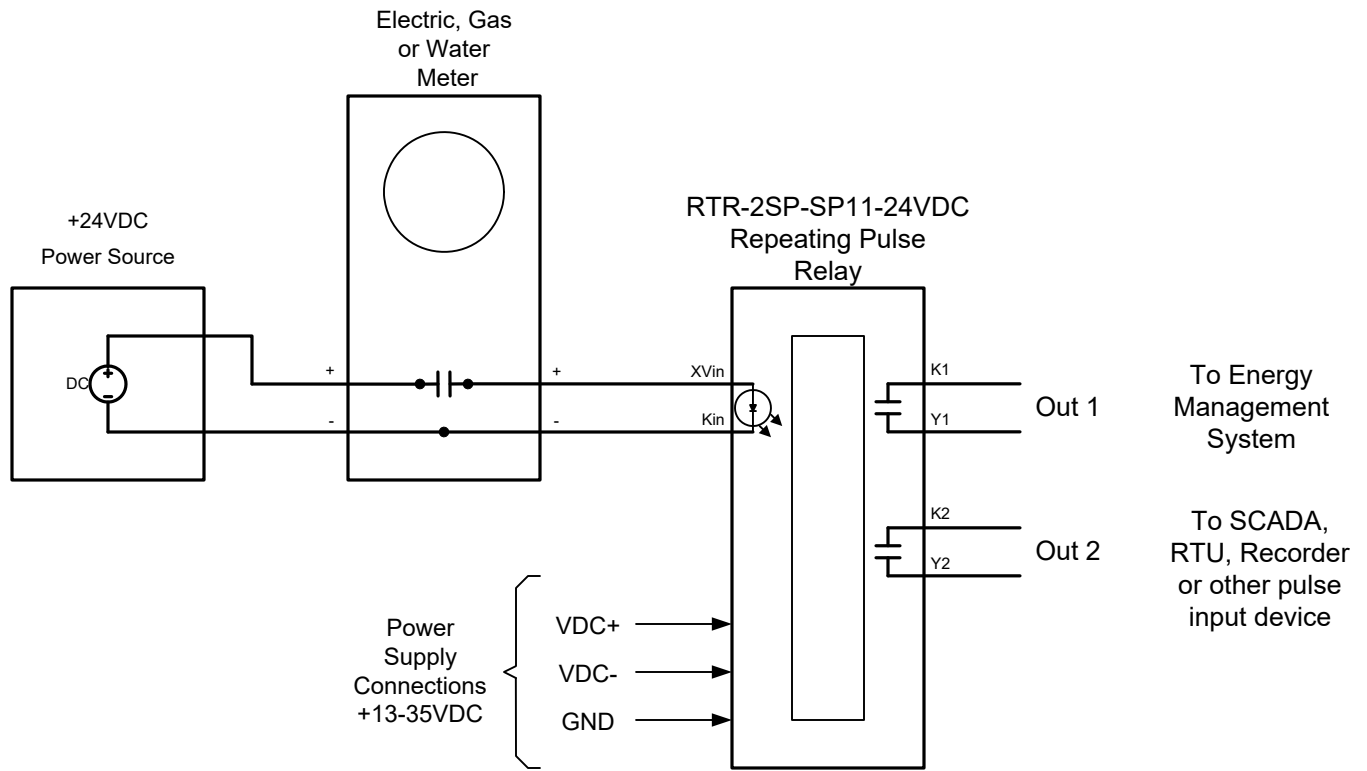 Electric, Gas
or Water
Meter
+24VDC
Power Source
DC
+
-
+
-
RTR-2SP-SP11-24VDC
Repeating Pulse
Relay
XVin
Kin
K1
Y1
Out 1
To Energy
Management
System
K2
Y2
Out 2
To SCADA,
RTU, Recorder
or other pulse
input device
Power
Supply
Connections
+13-35VDC
VDC+
VDC-
GND